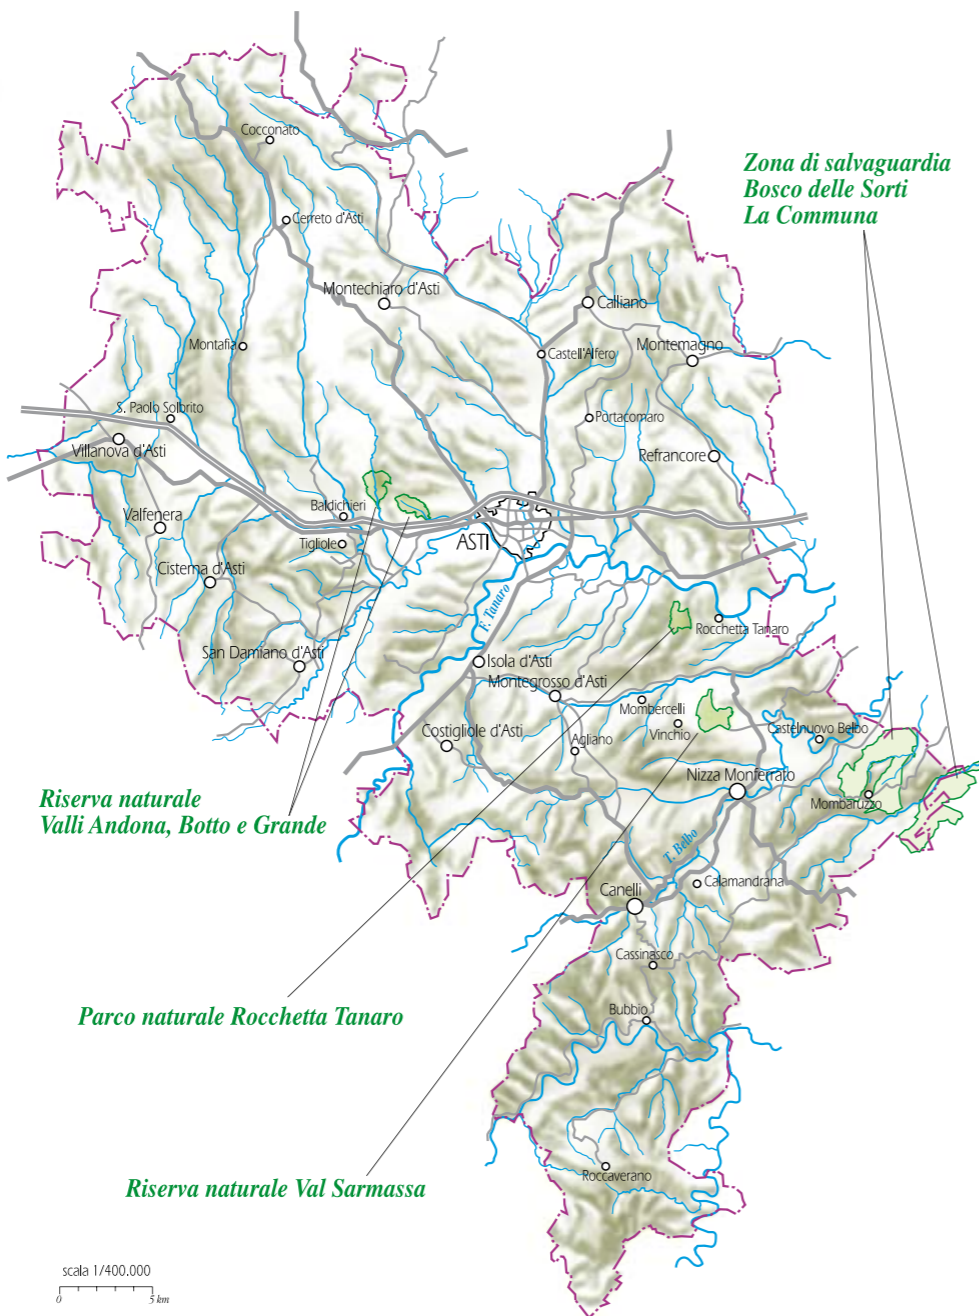 Cocconato
Zona di salvaguardia
Bosco delle Sorti
La Communa
Cerreto d'Asti
Montechiaro d'Asti
Calliano
Montafia
Castell'Alfero
Montemagno
S. Paolo Solbrito
Portacomaro
Villanova d'Asti
Refrancore
Baldichieri
Valfenera
ASTI
Tigliole
Cisterna d'Asti
F. Tanaro
Rocchetta Tanaro
San Damiano d'Asti
Isola d'Asti
Montegrosso d'Asti
Mombercelli
Costigliole d'Asti
Agliano
Vinchio
Castelnuovo Belbo
Nizza Monferrato
Riserva naturale
Valli Andona, Botto e Grande
Mombaruzzo
T. Belbo
Canelli
Calamandrana
Cassinasco
Parco naturale Rocchetta Tanaro
Bubbio
Roccaverano
Riserva naturale Val Sarmassa
scala 1/400.000
0 5 km